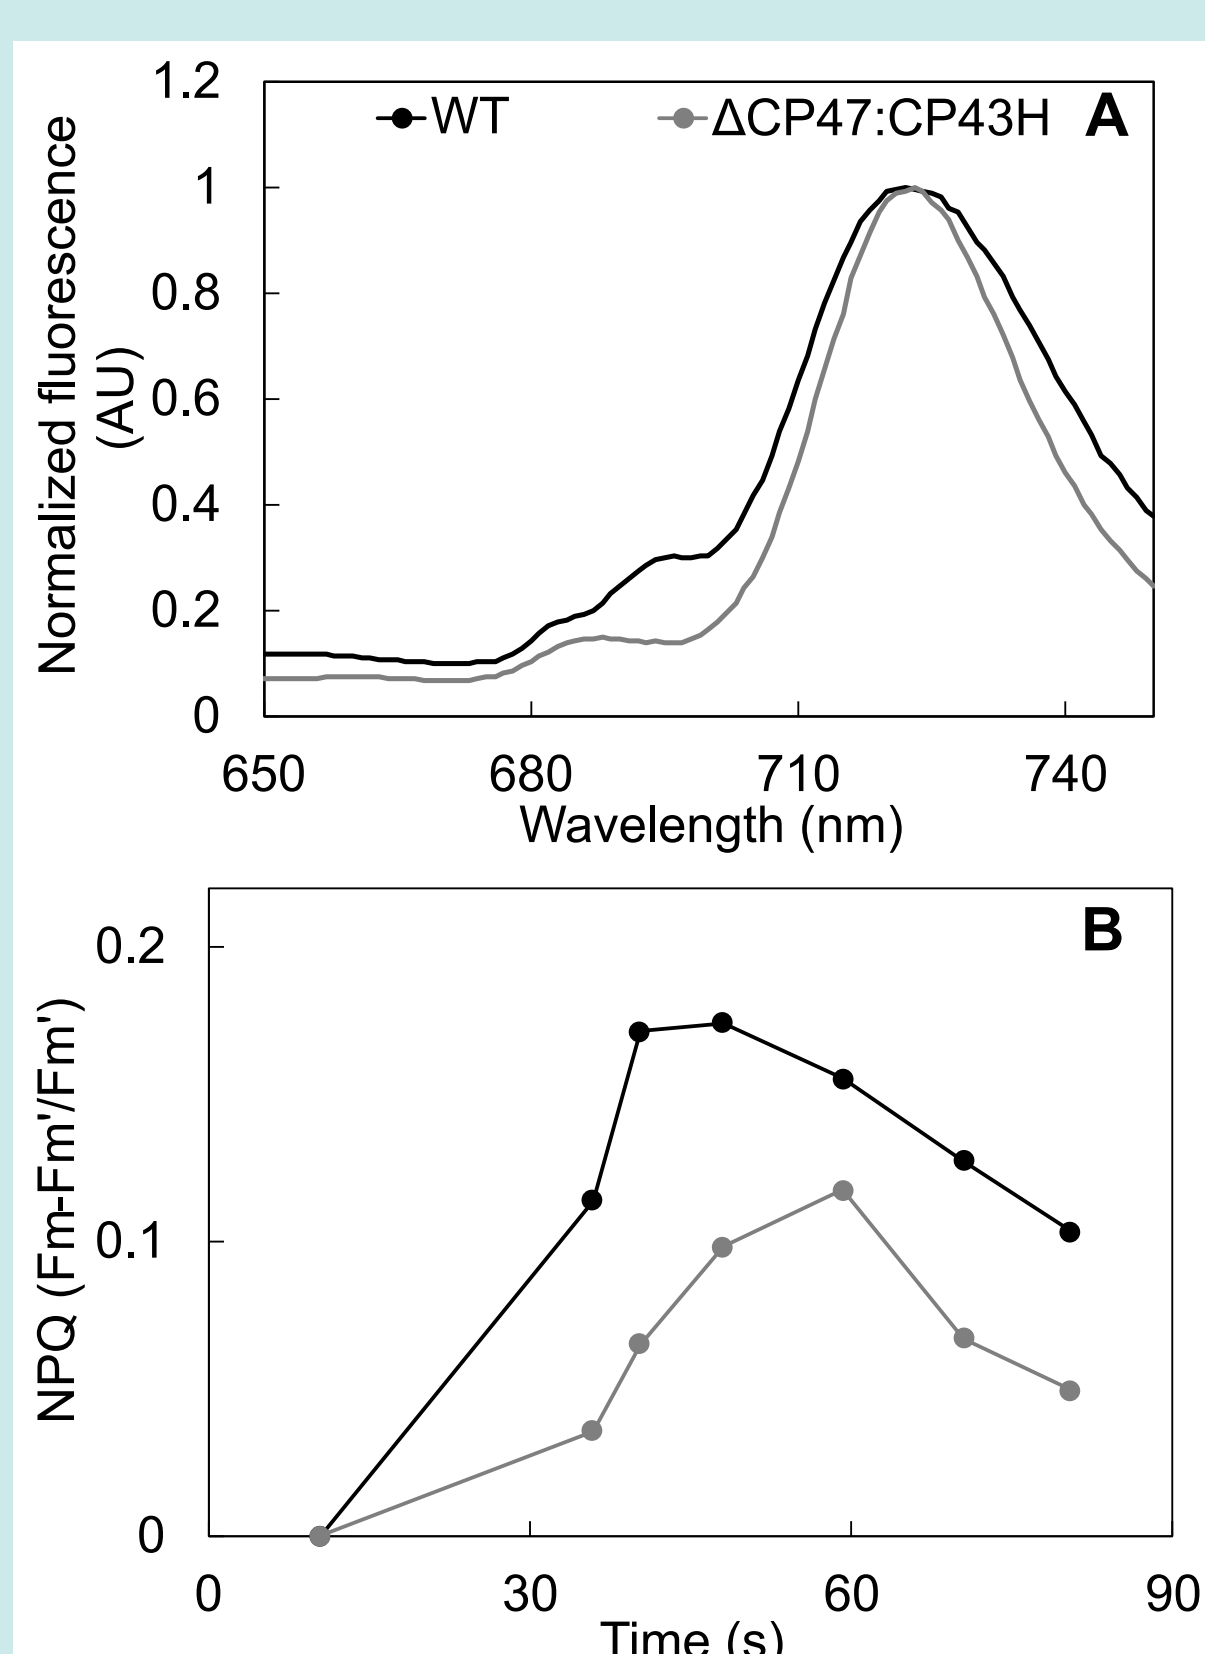 1.2
WT
ΔCP47:CP43H
A
1
0.8
0.6
0.4
0.2
0
Normalized fluorescence
(AU)
650
680
710
740
Wavelength (nm)
B
0.2
0.1
0
NPQ (Fm-Fm'/Fm')
0
30
60
90
Time (s)